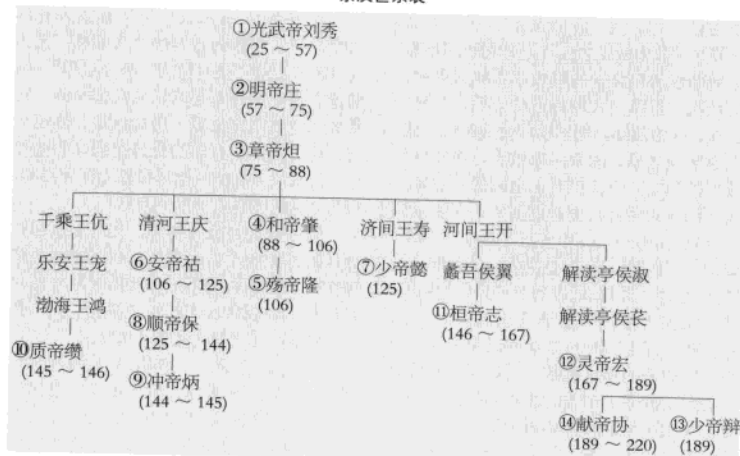 ①光武帝刘秀
(25 ～ 57)
②明帝庄
(57 ～ 75)
③章帝炟
(75 ～ 88)
千乘王伉
清河王庆
④和帝肇
(88 ～ 106)
济间王寿
河间王开
乐安王宠
⑥安帝祜
(106 ～ 125)
⑤殇帝隆
(106)
⑦少帝懿
(125)
蠡吾侯翼
解读亭侯淑
渤海王鸿
⑧顺帝保
(125 ～ 144)
⑪桓帝志
(146 ～ 167)
解读亭侯苌
⑩质帝缵
(145 ～ 146)
⑨冲帝炳
(144 ～ 145)
⑫灵帝宏
(167 ～ 189)
⑭献帝协
(189 ～ 220)
⑬少帝辩
(189)